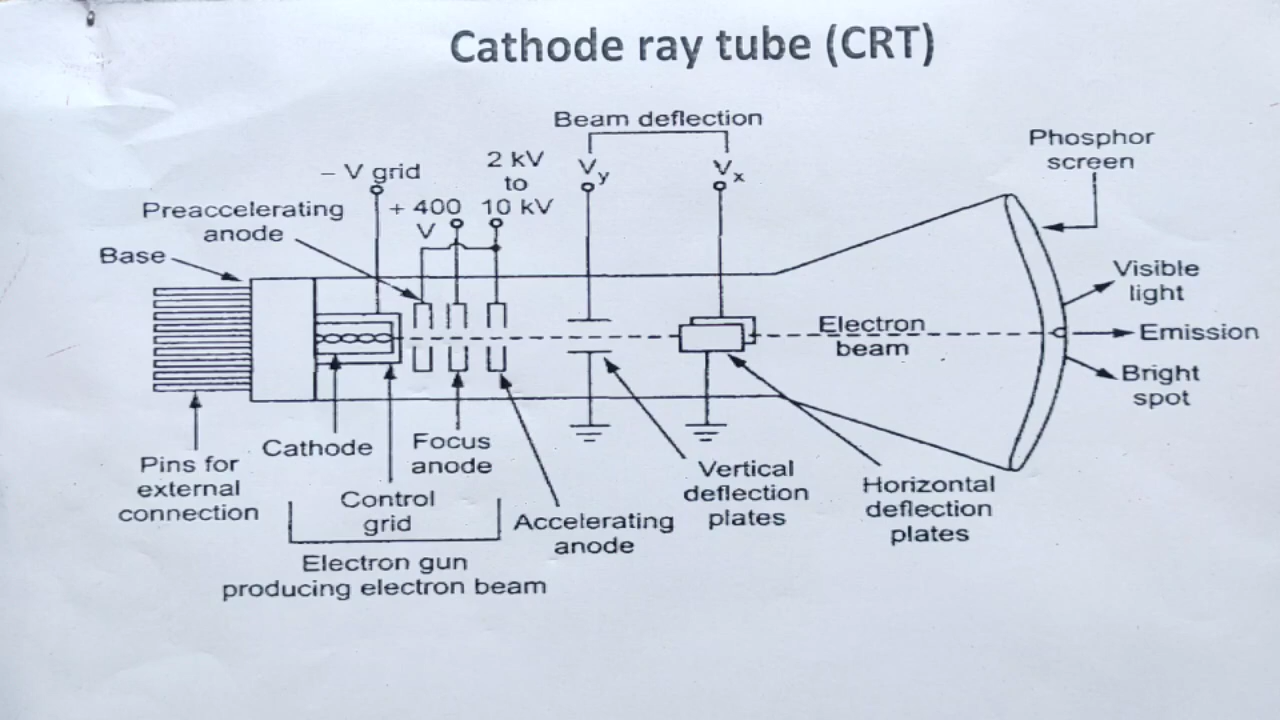 Cathode ray tube (CRT)
Beam deflection
Phosphor
screen
– V grid
2 kV
to
10 kV
+ 400
V
Vy
Vx
Preaccelerating
anode
Base
Visible
light
Electron
beam
Emission
Bright
spot
Cathode
Focus
anode
Pins for
external
connection
Control
grid
Accelerating
anode
Vertical
deflection
plates
Horizontal
deflection
plates
Electron gun
producing electron beam